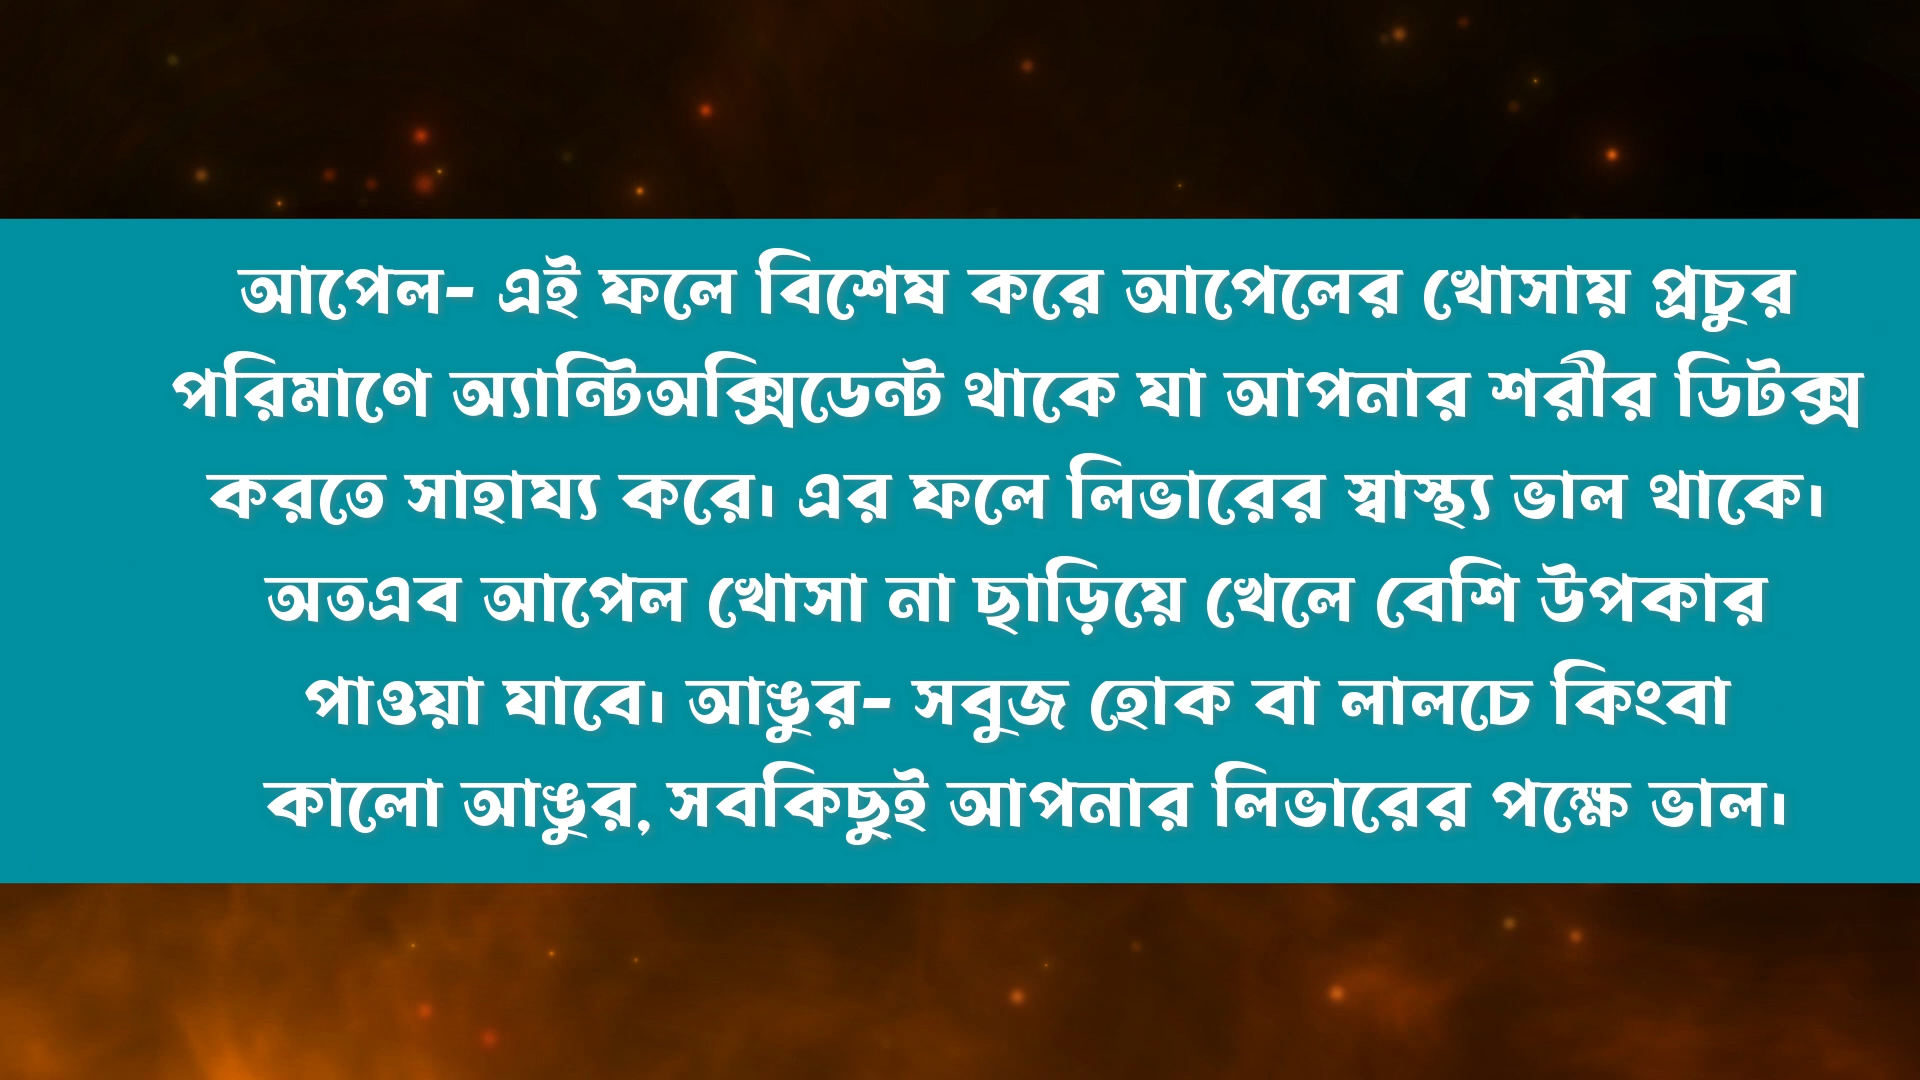 আপেল- এই ফলে বিশেষ করে আপেলের খোসায় প্রচুর
পরিমাণে অ্যান্টিঅক্সিডেন্ট থাকে যা আপনার শরীর ডিটক্স
করতে সাহায্য করে। এর ফলে লিভারের স্বাস্থ্য ভাল থাকে।
অতএব আপেল খোসা না ছাড়িয়ে খেলে বেশি উপকার
পাওয়া যাবে। আঙুর- সবুজ হোক বা লালচে কিংবা
কালো আঙুর, সবকিছুই আপনার লিভারের পক্ষে ভাল।